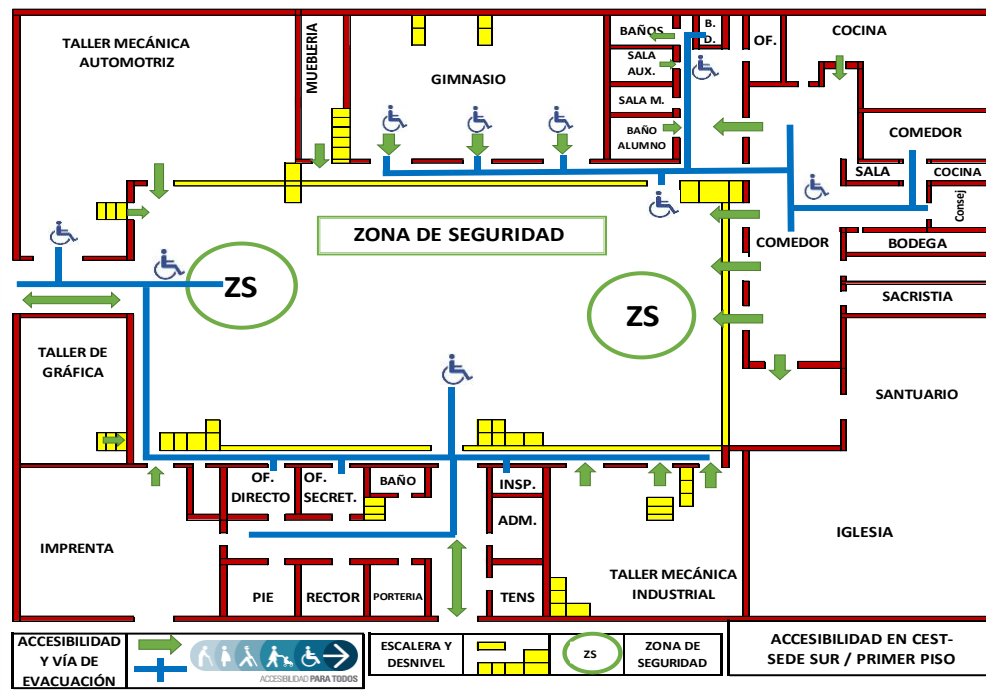 TALLER MECÁNICA
AUTOMOTRIZ
MUEBLERIA
GIMNASIO
BAÑOS
SALA
AUX.
SALA M.
BAÑO
ALUMNO
B.
D.
OF.
COCINA
COMEDOR
SALA
COCINA
Consej
COMEDOR
BODEGA
SACRISTIA
ZONA DE SEGURIDAD
ZS
ZS
TALLER DE
GRÁFICA
SANTUARIO
OF.
DIRECTO
OF.
SECRET.
BAÑO
INSP.
ADM.
IMPRENTA
IGLESIA
PIE
RECTOR
PORTERIA
TENS
TALLER MECÁNICA
INDUSTRIAL
ACCESIBILIDAD
Y VÍA DE
EVACUACIÓN
ACCESIBILIDAD PARA TODOS
ESCALERA Y
DESNIVEL
ZS
ZONA DE
SEGURIDAD
ACCESIBILIDAD EN CEST-
SEDE SUR / PRIMER PISO